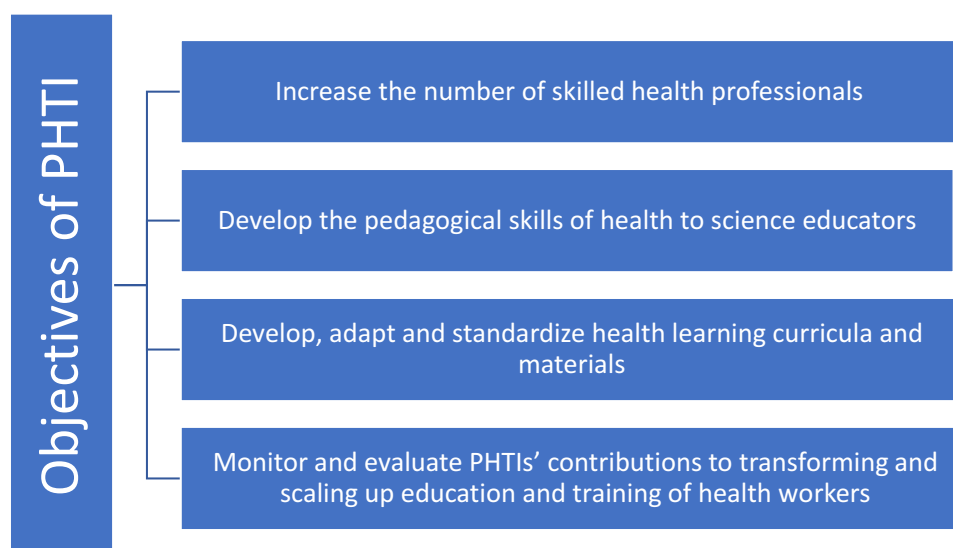 Objectives of PHTI
Increase the number of skilled health professionals
Develop the pedagogical skills of health to science educators
Develop, adapt and standardize health learning curricula and
materials
Monitor and evaluate PHTIs’ contributions to transforming and
scaling up education and training of health workers